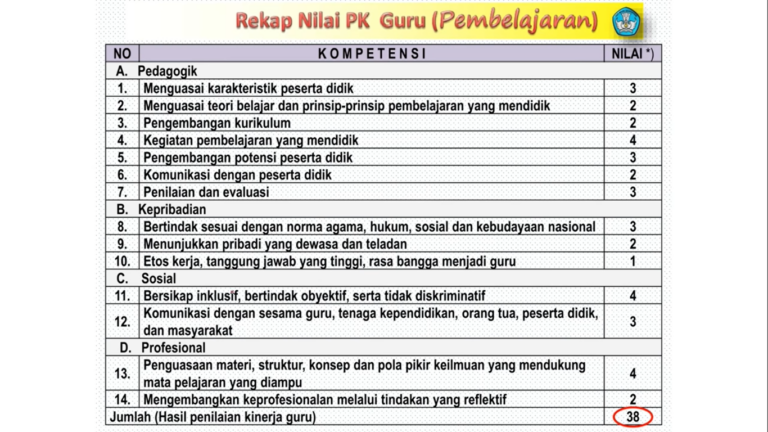 Rekap Nilai PK Guru (Pembelajaran)
NO KOMPETENSI NILAI *)
A. Pedagogik
1. Menguasai karakteristik peserta didik 3
2. Menguasai teori belajar dan prinsip-prinsip pembelajaran yang mendidik 2
3. Pengembangan kurikulum 2
4. Kegiatan pembelajaran yang mendidik 4
5. Pengembangan potensi peserta didik 3
6. Komunikasi dengan peserta didik 2
7. Penilaian dan evaluasi 3
B. Kepribadian
8. Bertindak sesuai dengan norma agama, hukum, sosial dan kebudayaan nasional 3
9. Menunjukkan pribadi yang dewasa dan teladan 2
10. Etos kerja, tanggung jawab yang tinggi, rasa bangga menjadi guru 1
C. Sosial
11. Bersikap inklusif, bertindak obyektif, serta tidak diskriminatif 4
12. Komunikasi dengan sesama guru, tenaga kependidikan, orang tua, peserta didik, 3
dan masyarakat
D. Profesional
13. Penguasaan materi, struktur, konsep dan pola pikir keilmuan yang mendukung 4
mata pelajaran yang diampu
14. Mengembangkan keprofesionalan melalui tindakan yang reflektif 2
Jumlah (Hasil penilaian kinerja guru) 38